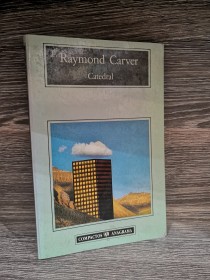 Raymond Carver
Catedral
COMPACTOS ANAGRAMA